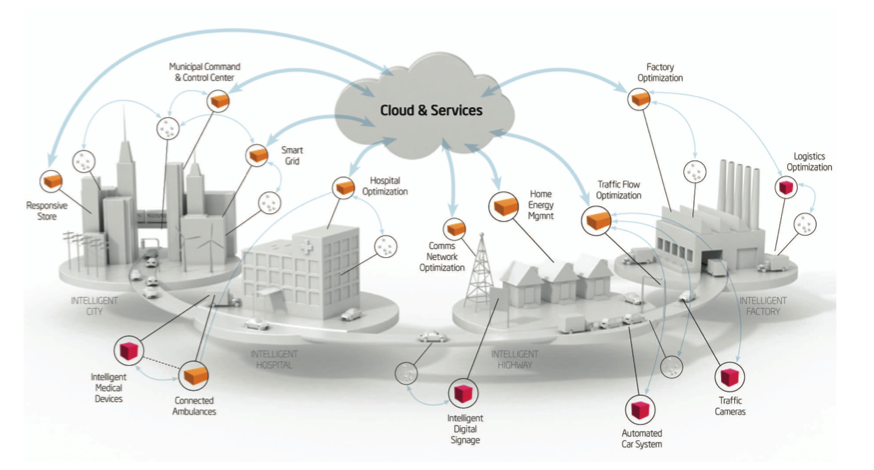 Municipal Command
& Control Center
Cloud & Services
Factory
Optimization
Smart
Grid
Logistics
Optimization
Responsive
Store
Hospital
Optimization
Home
Energy
Mgmnt
Traffic Flow
Optimization
Comms
Network
Optimization
INTELLIGENT
CITY
INTELLIGENT
HOSPITAL
INTELLIGENT
HIGHWAY
INTELLIGENT
FACTORY
Intelligent
Medical
Devices
Connected
Ambulances
Intelligent
Digital
Signage
Automated
Car System
Traffic
Cameras